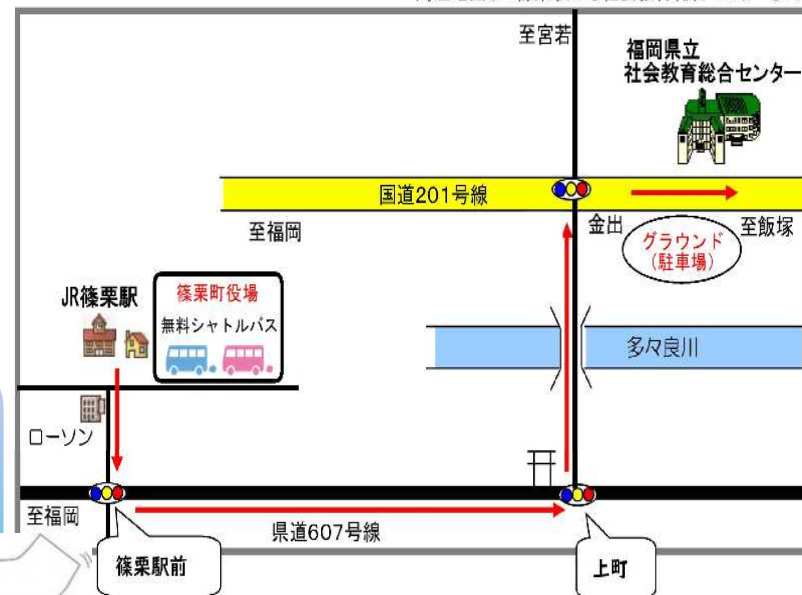 至宮若
福岡県立
社会教育総合センター
国道201号線
至福岡
金出
至飯塚
グラウンド
(駐車場)
JR篠栗駅
篠栗町役場
無料シャトルバス
多々良川
ローソン
至福岡
県道607号線
篠栗駅前
上町